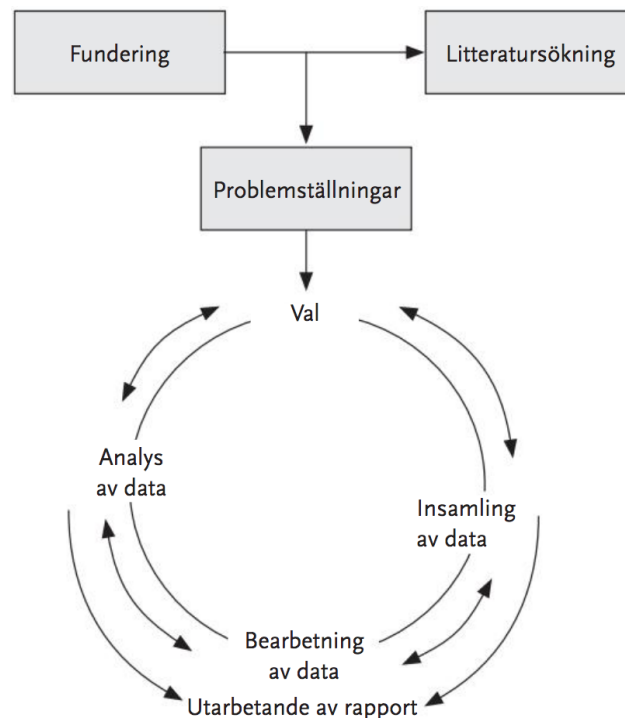 Fundering
Litteratursökning
Problemställningar
Val
Analys
av data
Insamling
av data
Bearbetning
av data
Utarbetande av rapport